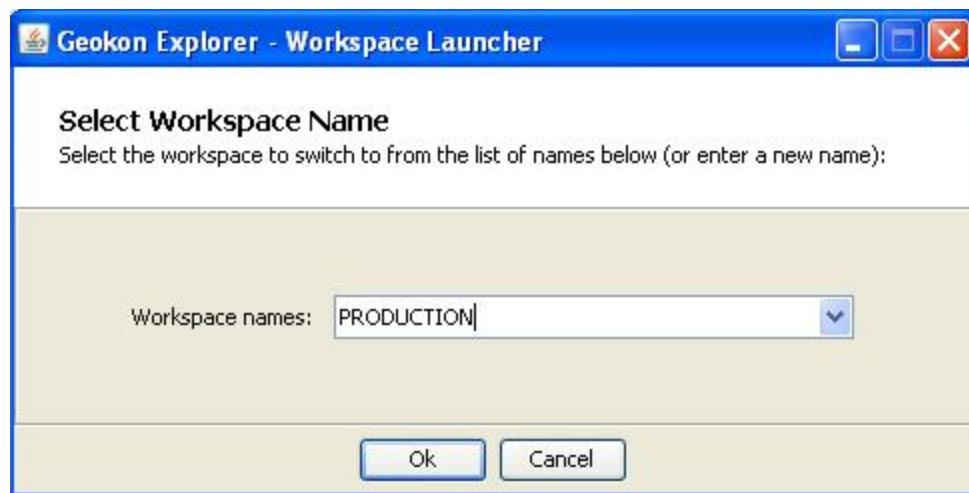 Geokon Explorer - Workspace Launcher
Select Workspace Name
Select the workspace to switch to from the list of names below (or enter a new name):
Workspace names: PRODUCTION
Ok Cancel